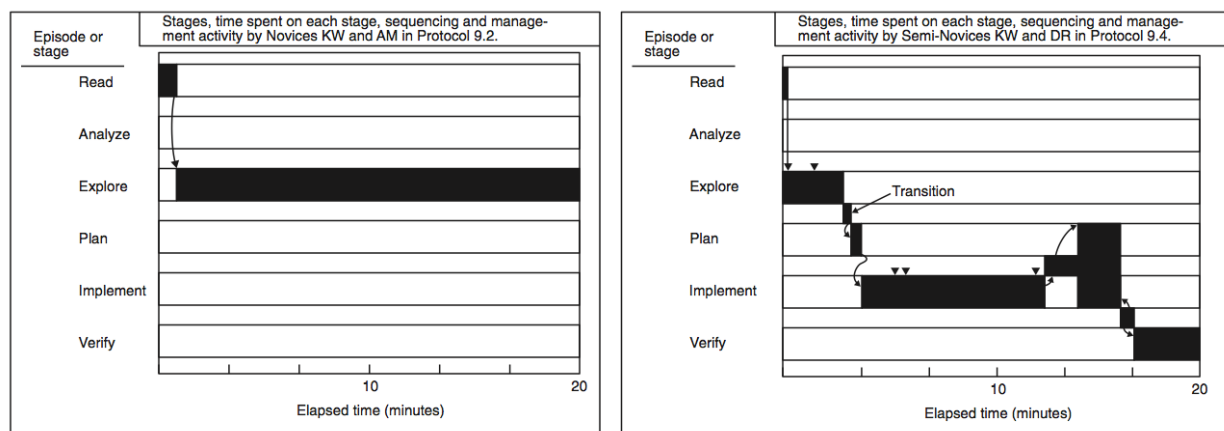 Stages, time spent on each stage, sequencing and manage-
ment activity by Novices KW and AM in Protocol 9.2.
Episode or
stage
Read
Analyze
Explore
Plan
Implement
Verify
10
20
Elapsed time (minutes)
Stages, time spent on each stage, sequencing and manage-
ment activity by Semi-Novices KW and DR in Protocol 9.4.
Episode or
stage
Read
Analyze
Explore
Transition
Plan
Implement
Verify
10
20
Elapsed time (minutes)